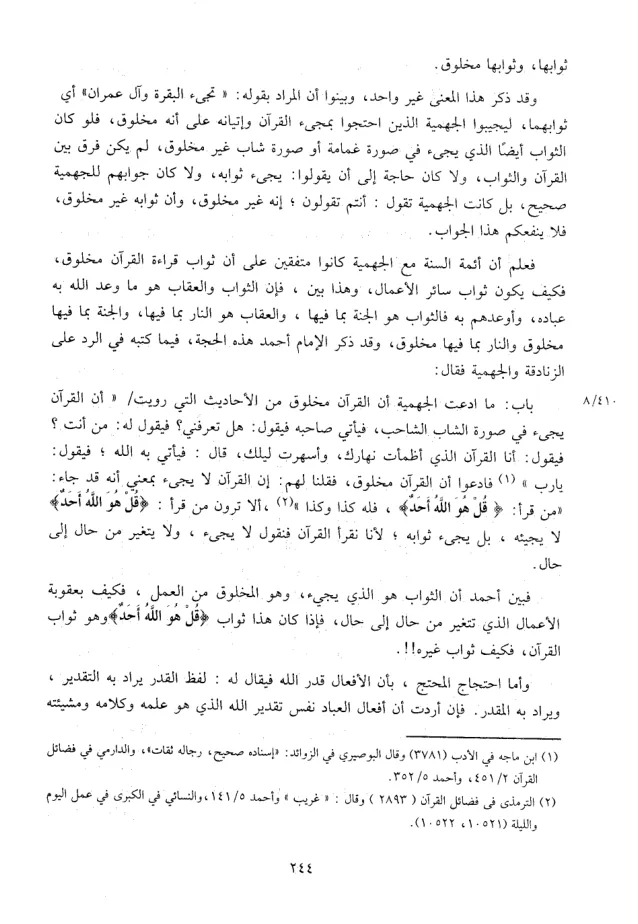 ثوابها، وثوابها مخلوق.
وقد ذكر هذا المعنى غير واحد، وبينوا أن المراد بقوله: « تجىء البقرة وآل عمران» أي
ثوابهما، ليجيبوا الجهمية الذين احتجوا بمجىء القرآن وإتيانه على أنه مخلوق، فلو كان
الثواب أيضًا الذي يجىء في صورة غمامة أو صورة شاب غير مخلوق، لم يكن فرق بين
القرآن والثواب، ولا كان حاجة إلى أن يقولوا: يجىء ثوابه، ولا كان جوابهم للجهمية
صحيح، بل كانت الجهمية تقول : أنتم تقولون ؛ إنه غير مخلوق، وأن ثوابه غير مخلوق،
فلا ينفعكم هذا الجواب.
فعلم أن أئمة السنة مع الجهمية كانوا متفقين على أن ثواب قراءة القرآن مخلوق،
فكيف يكون ثواب سائر الأعمال، وهذا بين ، فإن الثواب والعقاب هو ما وعد الله به
عباده، وأوعدهم به فالثواب هو الجنة بما فيها ، والعقاب هو النار بما فيها، والجنة بما فيها
مخلوق والنار بما فيها مخلوق، وقد ذكر الإمام أحمد هذه الحجة، فيما كتبه في الرد على
الزنادقة والجهمية فقال:
باب: ما ادعت الجهمية أن القرآن مخلوق من الأحاديث التي رويت/ « أن القرآن ٨/٤١٠
يجىء في صورة الشاب الشاحب، فيأتي صاحبه فيقول: هل تعرفني؟ فيقول له: من أنت ؟
فيقول: أنا القرآن الذي أظمأت نهارك، وأسهرت ليلك، قال : فيأتي به الله ؛ فيقول:
يارب » (١) فادعوا أن القرآن مخلوق، فقلنا لهم: إن القرآن لا يجىء بمعني أنه قد جاء:
«من قرأ: ﴿ قُلْ هُوَ اللَّهُ أَحَدٌ﴾ ، فله كذا وكذا »(٢) ،ألا ترون من قرأ : ﴿قُلْ هُوَ اللَّهُ أَحَدٌ﴾
لا يجيئه ، بل يجىء ثوابه ؛ لأنا نقرأ القرآن فنقول لا يجىء ، ولا يتغير من حال إلى
حال.
فبين أحمد أن الثواب هو الذي يجيء، وهو المخلوق من العمل ، فكيف بعقوبة
الأعمال الذي تتغير من حال إلى حال، فإذا كان هذا ثواب ﴿قُلْ هُوَ اللَّهُ أَحَدٌ﴾وهو ثواب
القرآن، فكيف ثواب غيره!!.
وأما احتجاج المحتج ، بأن الأفعال قدر الله فيقال له : لفظ القدر يراد به التقدير ،
ويراد به المقدر. فإن أردت أن أفعال العباد نفس تقدير الله الذي هو علمه وكلامه ومشيئته
(١) ابن ماجه في الأدب (٣٧٨١) وقال البوصيري في الزوائد: «إسناده صحيح، رجاله ثقات»، والدارمي في فضائل
القرآن ٢/ ٤٥١، وأحمد ٥/ ٣٥٢.
(٢) الترمذى فى فضائل القرآن ( ٢٨٩٣ ) وقال : « غريب » وأحمد ٥/ ١٤١،والنسائي في الكبرى في عمل اليوم
والليلة (١٠٥٢١، ١٠٥٢٢).
٢٤٤